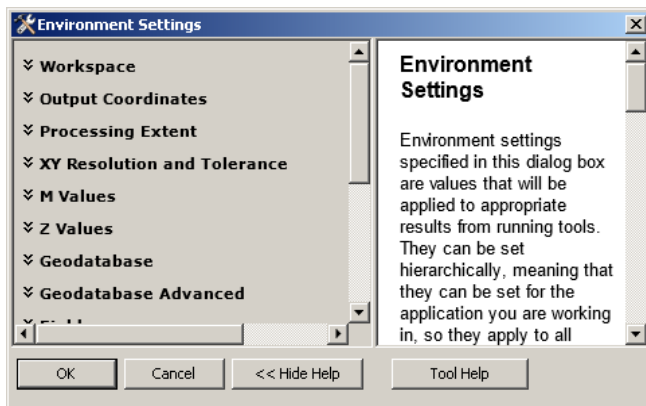 Environment Settings
Workspace
Output Coordinates
Processing Extent
XY Resolution and Tolerance
M Values
Z Values
Geodatabase
Geodatabase Advanced
Environment
Settings
Environment settings
specified in this dialog box
are values that will be
applied to appropriate
results from running tools.
They can be set
hierarchically, meaning that
they can be set for the
application you are working
in, so they apply to all
OK
Cancel
<< Hide Help
Tool Help